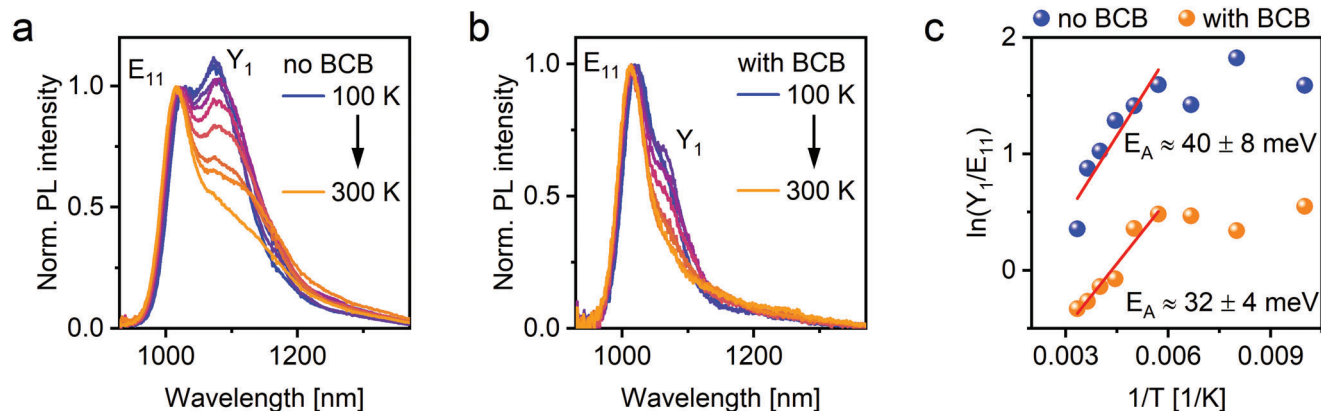 a
E₁₁
Y₁
no BCB
100 K
300 K
1.0
0.5
0.0
Norm. PL intensity
1000
1200
Wavelength [nm]
b
E₁₁
Y₁
with BCB
100 K
300 K
1.0
0.5
0.0
Norm. PL intensity
1000
1200
Wavelength [nm]
c
no BCB
with BCB
2
1
0
ln(Y₁/E₁₁)
E_A ≈ 40 ± 8 meV
E_A ≈ 32 ± 4 meV
0.003
0.006
0.009
1/T [1/K]